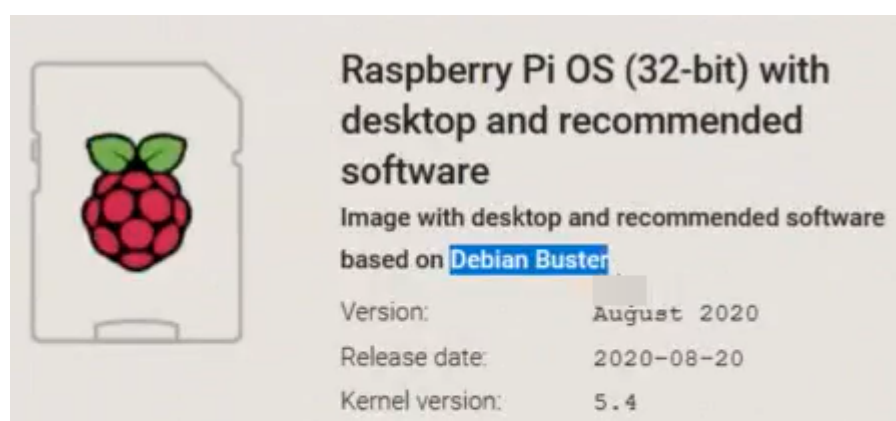 Raspberry Pi OS (32-bit) with
desktop and recommended
software
Image with desktop and recommended software
based on Debian Buster
Version: August 2020
Release date: 2020-08-20
Kernel version: 5.4